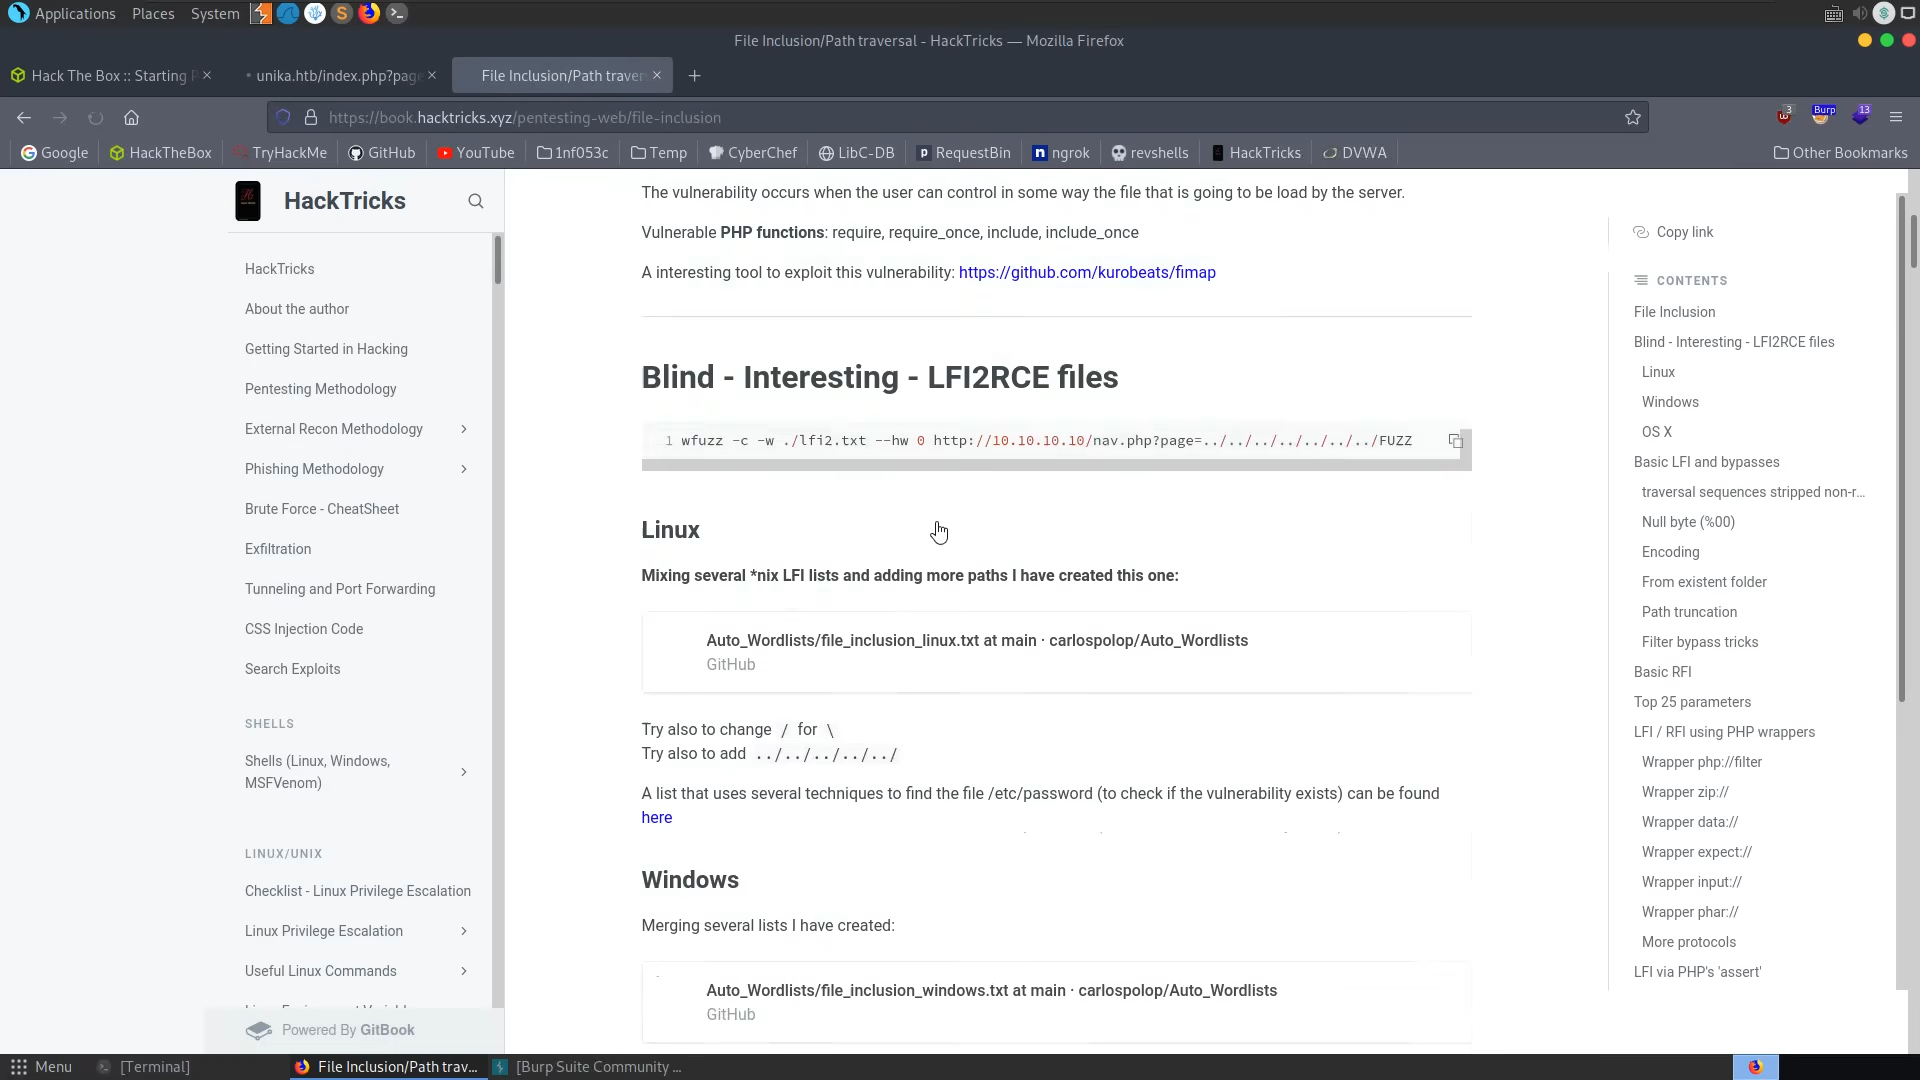 Applications Places System
File Inclusion/Path traversal - HackTricks — Mozilla Firefox
Hack The Box :: Starting P
unika.htb/index.php?page
File Inclusion/Path traver
https://book.hacktricks.xyz/pentesting-web/file-inclusion
3
Burp
13
Google HackTheBox TryHackMe GitHub YouTube 1nf053c Temp CyberChef LibC-DB RequestBin ngrok revshells HackTricks DVWA Other Bookmarks
HackTricks
HackTricks
About the author
Getting Started in Hacking
Pentesting Methodology
External Recon Methodology
Phishing Methodology
Brute Force - CheatSheet
Exfiltration
Tunneling and Port Forwarding
CSS Injection Code
Search Exploits
SHELLS
Shells (Linux, Windows,
MSFVenom)
LINUX/UNIX
Checklist - Linux Privilege Escalation
Linux Privilege Escalation
Useful Linux Commands
Powered By GitBook
The vulnerability occurs when the user can control in some way the file that is going to be load by the server.
Vulnerable PHP functions: require, require_once, include, include_once
A interesting tool to exploit this vulnerability: https://github.com/kurobeats/fimap
Blind - Interesting - LFI2RCE files
1 wfuzz -c -w ./lfi2.txt --hw 0 http://10.10.10.10/nav.php?page=../../../../../../../FUZZ
Linux
Mixing several *nix LFI lists and adding more paths I have created this one:
Auto_Wordlists/file_inclusion_linux.txt at main · carlospolop/Auto_Wordlists
GitHub
Try also to change / for \
Try also to add ../../../../../
A list that uses several techniques to find the file /etc/password (to check if the vulnerability exists) can be found
here
Windows
Merging several lists I have created:
Auto_Wordlists/file_inclusion_windows.txt at main · carlospolop/Auto_Wordlists
GitHub
Copy link
CONTENTS
File Inclusion
Blind - Interesting - LFI2RCE files
Linux
Windows
OS X
Basic LFI and bypasses
traversal sequences stripped non-r...
Null byte (%00)
Encoding
From existent folder
Path truncation
Filter bypass tricks
Basic RFI
Top 25 parameters
LFI / RFI using PHP wrappers
Wrapper php://filter
Wrapper zip://
Wrapper data://
Wrapper expect://
Wrapper input://
Wrapper phar://
More protocols
LFI via PHP's 'assert'
Menu [Terminal] File Inclusion/Path trav... [Burp Suite Community ...